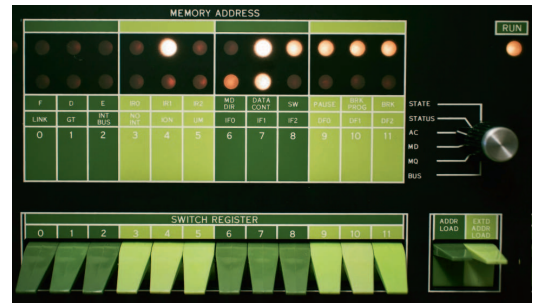 MEMORY ADDRESS
RUN
F D E IR0 IR1 IR2 MD DIR DATA CONT SW PAUSE BRK PROG BRK
LINK GT INT BUS NO INT ION UM IF0 IF1 IF2 DF0 DF1 DF2
0 1 2 3 4 5 6 7 8 9 10 11
STATE
STATUS
AC
MD
MQ
BUS
SWITCH REGISTER
0 1 2 3 4 5 6 7 8 9 10 11
ADDR LOAD
EXTD ADDR LOAD